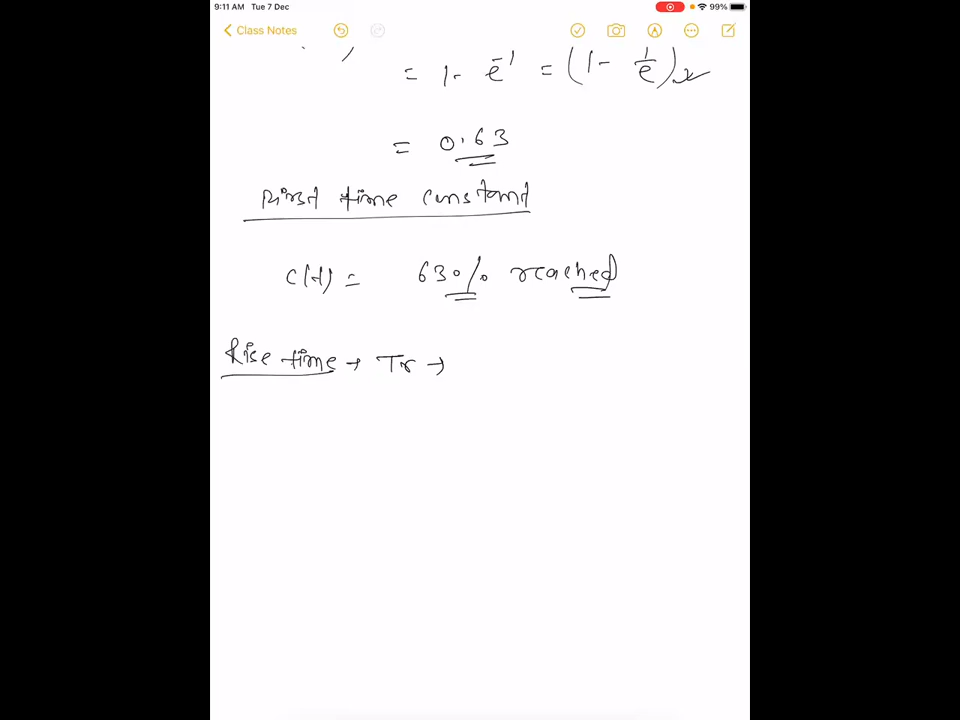 9:11 AM Tue 7 Dec
99%
Class Notes
= 1 - e^-1 = (1 - 1/e)
= 0.63
First time constant
c(t) = 63% reached
Rise time → Tr →